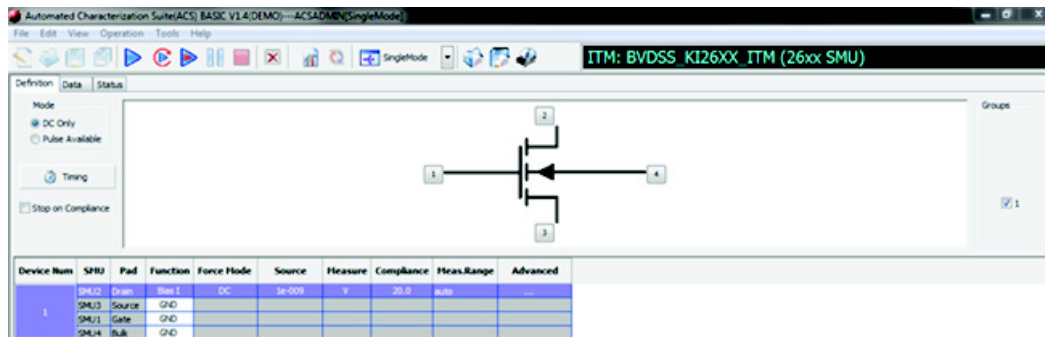 Automated Characterization Suite(ACS) BASIC V1.4(DEMO)----ACSADMIN[SingleMode]
File Edit View Operation Tools Help
SingleMode
ITM: BVDSS_KI26XX_ITM (26xx SMU)
Definition Data Status
Mode
DC Only
Pulse Available
Timing
Stop on Compliance
2
1
4
3
Groups
1
Device Num SMU Pad Function Force Mode Source Measure Compliance Meas.Range Advanced
1
SMU2 Drain Bias I DC 1e-009 V 20.0 auto ...
SMU3 Source GND
SMU1 Gate GND
SMU4 Bulk GND